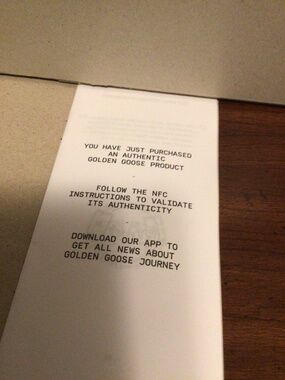 YOU HAVE JUST PURCHASED
AN AUTHENTIC
GOLDEN GOOSE PRODUCT
-
FOLLOW THE NFC
INSTRUCTIONS TO VALIDATE
ITS AUTHENTICITY
-
DOWNLOAD OUR APP TO
GET ALL NEWS ABOUT
GOLDEN GOOSE JOURNEY